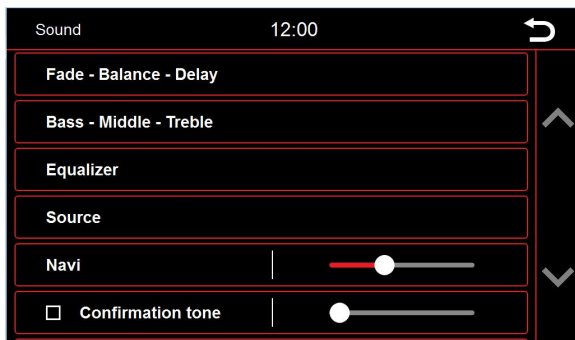 Sound 12:00
Fade - Balance - Delay
Bass - Middle - Treble
Equalizer
Source
Navi
Confirmation tone